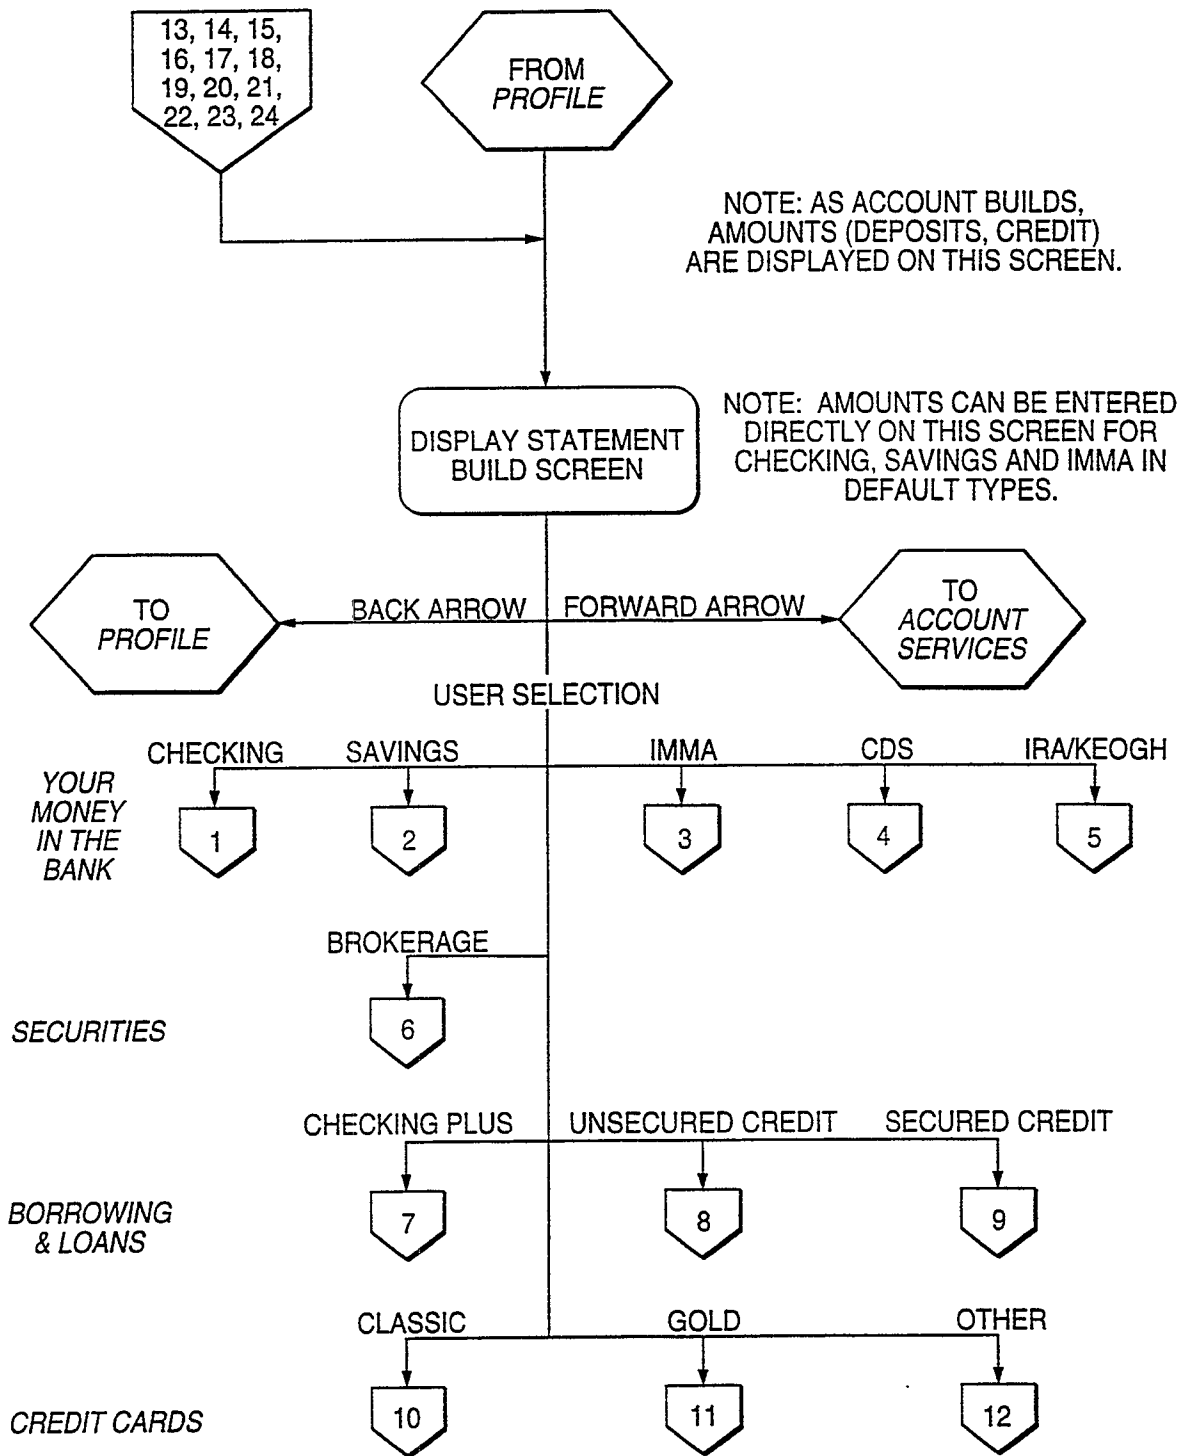 13, 14, 15,
16, 17, 18,
19, 20, 21,
22, 23, 24
FROM
PROFILE
NOTE: AS ACCOUNT BUILDS,
AMOUNTS (DEPOSITS, CREDIT)
ARE DISPLAYED ON THIS SCREEN.
DISPLAY STATEMENT
BUILD SCREEN
NOTE: AMOUNTS CAN BE ENTERED
DIRECTLY ON THIS SCREEN FOR
CHECKING, SAVINGS AND IMMA IN
DEFAULT TYPES.
TO
PROFILE
BACK ARROW
FORWARD ARROW
TO
ACCOUNT
SERVICES
USER SELECTION
YOUR
MONEY
IN THE
BANK
CHECKING
SAVINGS
IMMA
CDS
IRA/KEOGH
1
2
3
4
5
BROKERAGE
SECURITIES
6
CHECKING PLUS
UNSECURED CREDIT
SECURED CREDIT
BORROWING
& LOANS
7
8
9
CLASSIC
GOLD
OTHER
CREDIT CARDS
10
11
12